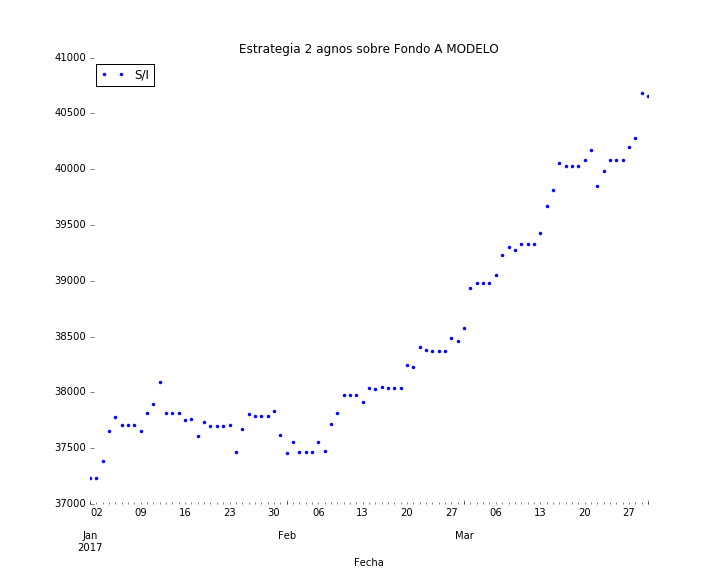 Estrategia 2 agnos sobre Fondo A MODELO
S/I
41000
40500
40000
39500
39000
38500
38000
37500
37000
02 09 16 23 30 06 13 20 27 06 13 20 27
Jan Feb Mar
2017
Fecha